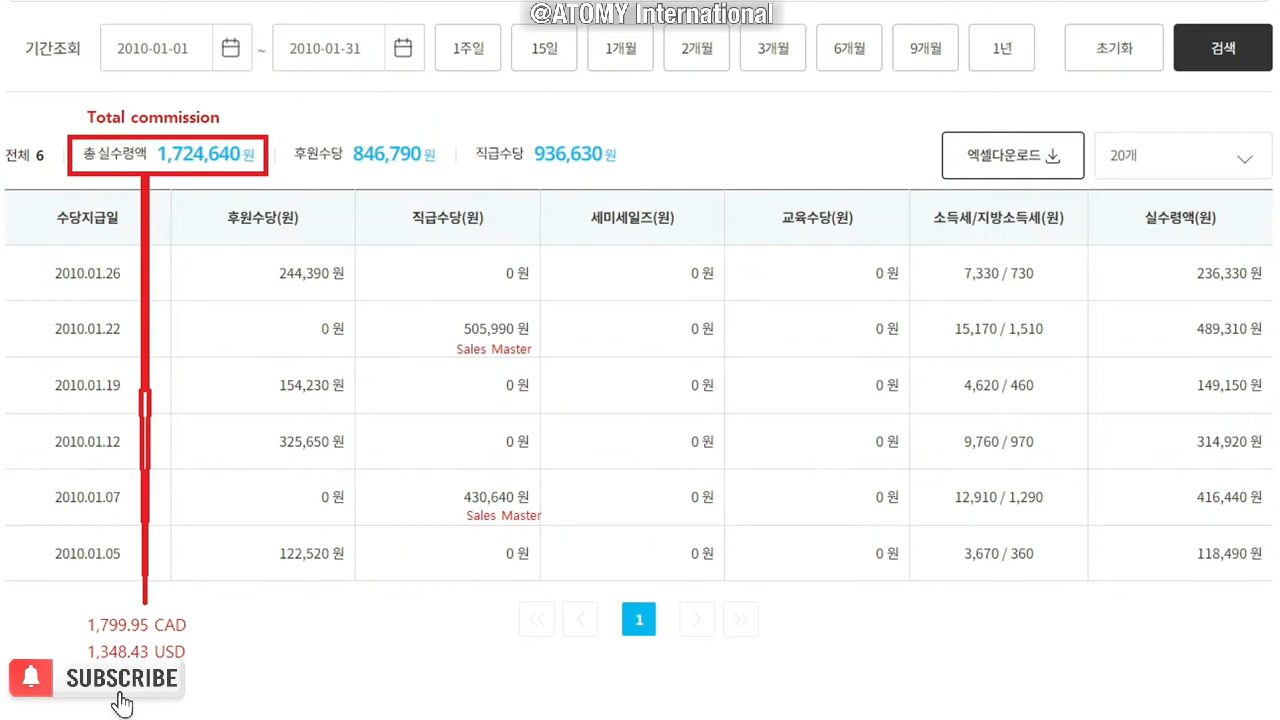 @ATOMY International
기간조회 2010-01-01 ~ 2010-01-31 1주일 15일 1개월 2개월 3개월 6개월 9개월 1년 초기화 검색
Total commission
전체 6 총 실수령액 1,724,640 원 후원수당 846,790 원 직급수당 936,630 원 엑셀다운로드 20개
수당지급일 후원수당(원) 직급수당(원) 세미세일즈(원) 교육수당(원) 소득세/지방소득세(원) 실수령액(원)
2010.01.26 244,390 원 0 원 0 원 0 원 7,330 / 730 236,330 원
2010.01.22 0 원 505,990 원 0 원 0 원 15,170 / 1,510 489,310 원
Sales Master
2010.01.19 154,230 원 0 원 0 원 0 원 4,620 / 460 149,150 원
2010.01.12 325,650 원 0 원 0 원 0 원 9,760 / 970 314,920 원
2010.01.07 0 원 430,640 원 0 원 0 원 12,910 / 1,290 416,440 원
Sales Master
2010.01.05 122,520 원 0 원 0 원 0 원 3,670 / 360 118,490 원
<< < 1 > >>
1,799.95 CAD
1,348.43 USD
SUBSCRIBE